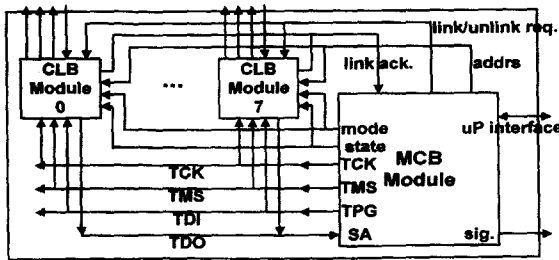 link/unlink req.
CLB Module 0
...
CLB Module 7
link ack.
addrs
mode
state
uP interface
TCK
TCK
MCB Module
TMS
TMS
TDI
TPG
TDO
SA
sig.